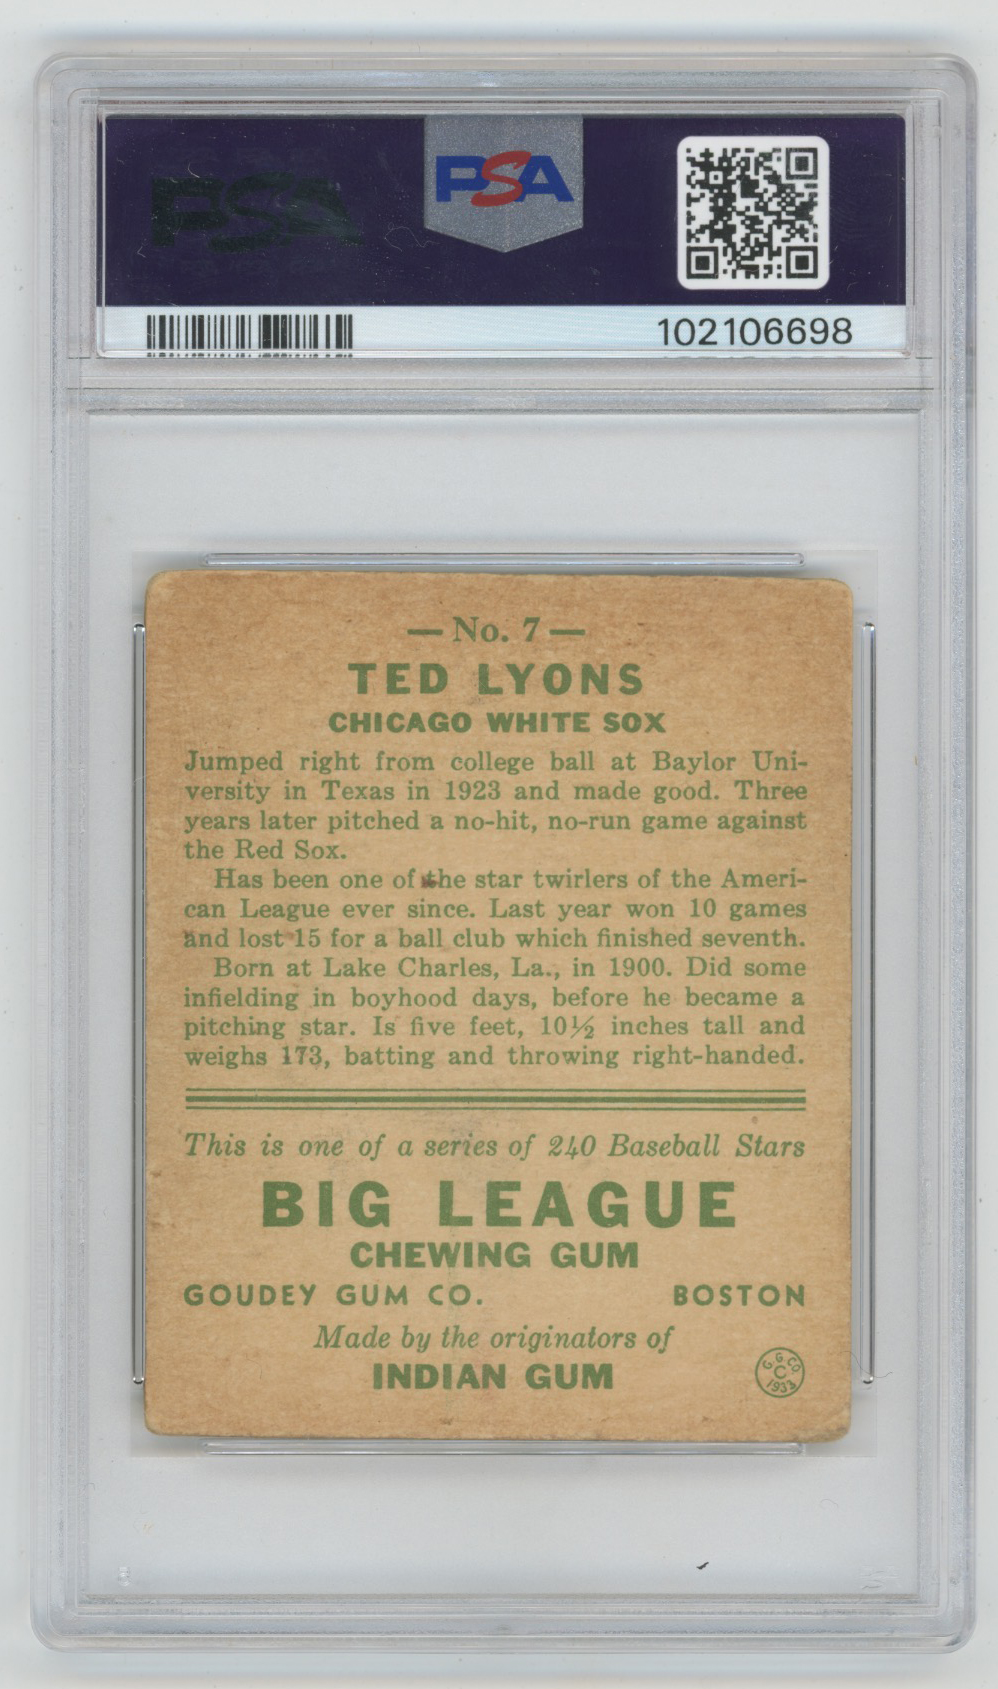 PSA
PSA
102106698
— No. 7 —
TED LYONS
CHICAGO WHITE SOX
Jumped right from college ball at Baylor Uni-
versity in Texas in 1923 and made good. Three
years later pitched a no-hit, no-run game against
the Red Sox.
Has been one of the star twirlers of the Ameri-
can League ever since. Last year won 10 games
and lost 15 for a ball club which finished seventh.
Born at Lake Charles, La., in 1900. Did some
infielding in boyhood days, before he became a
pitching star. Is five feet, 10½ inches tall and
weighs 173, batting and throwing right-handed.
This is one of a series of 240 Baseball Stars
BIG LEAGUE
CHEWING GUM
GOUDEY GUM CO. BOSTON
Made by the originators of
INDIAN GUM
G.G.CO
C
1933